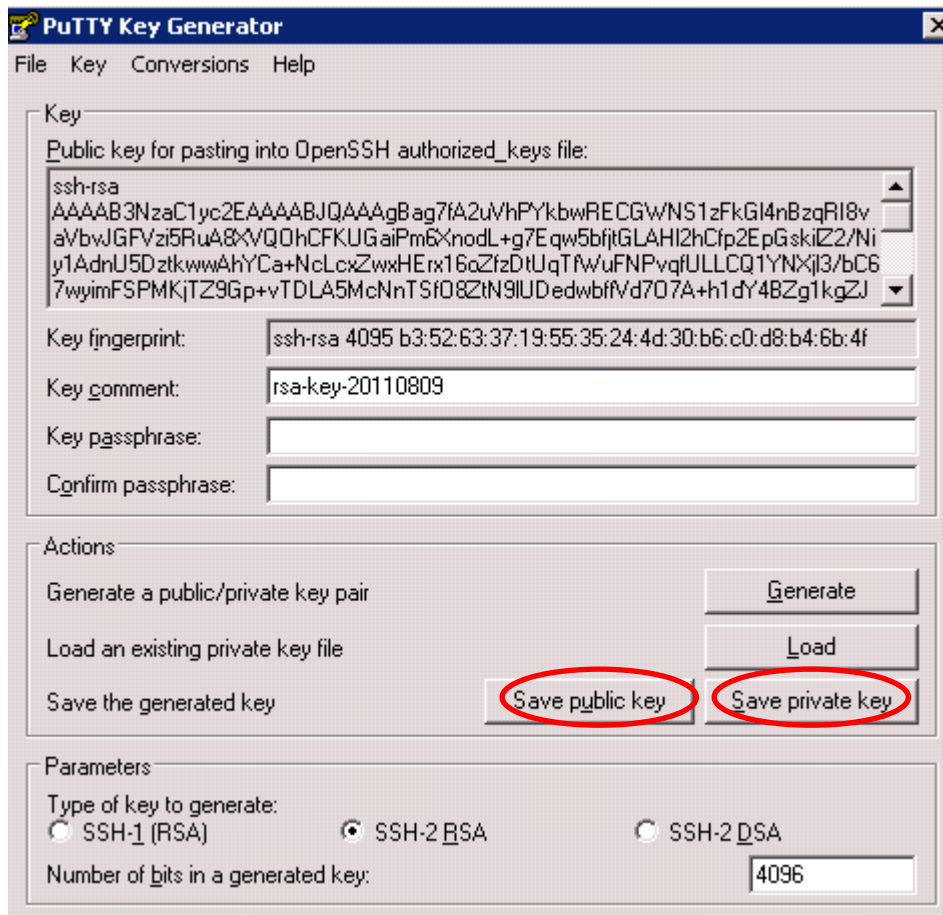 PuTTY Key Generator
File Key Conversions Help
Key
Public key for pasting into OpenSSH authorized_keys file:
ssh-rsa
AAAAB3NzaC1yc2EAAAABJQAAAgBag7fA2uVhPYkbwRECGWNS1zFkGl4nBzqRI8v
aVbvJGFVzi5RuA8XVQOhCFKUGaiPm6XnodL+g7Eqw5bfjtGLAHI2hCfp2EpGskiIZ2/Ni
y1AdnU5DztkwwAhYCa+NcLcxZwxHErx16oZfzDtUqTfWuFNPvqfULLCQ1YNXjI3/bC6
7wyimFSPMKjTZ9Gp+vTDLA5McNnTSfO8ZtN9IUDedwbffVd7O7A+h1dY4BZg1kgZJ
Key fingerprint: ssh-rsa 4095 b3:52:63:37:19:55:35:24:4d:30:b6:c0:d8:b4:6b:4f
Key comment: rsa-key-20110809
Key passphrase:
Confirm passphrase:
Actions
Generate a public/private key pair Generate
Load an existing private key file Load
Save the generated key Save public key Save private key
Parameters
Type of key to generate:
SSH-1 (RSA) SSH-2 RSA SSH-2 DSA
Number of bits in a generated key: 4096